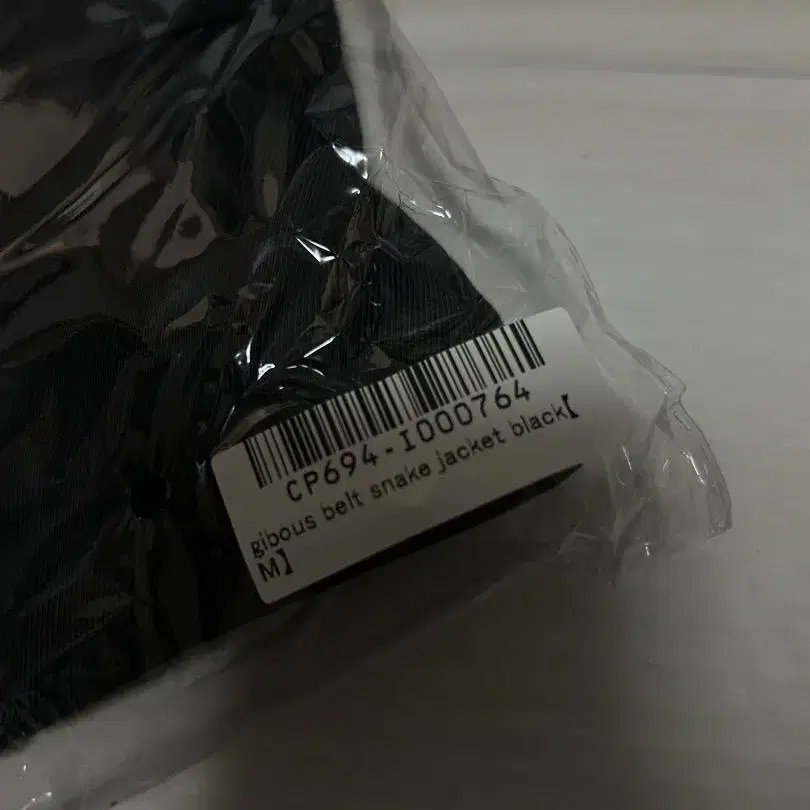 CP694-I000764
gibous belt snake jacket black【
M】